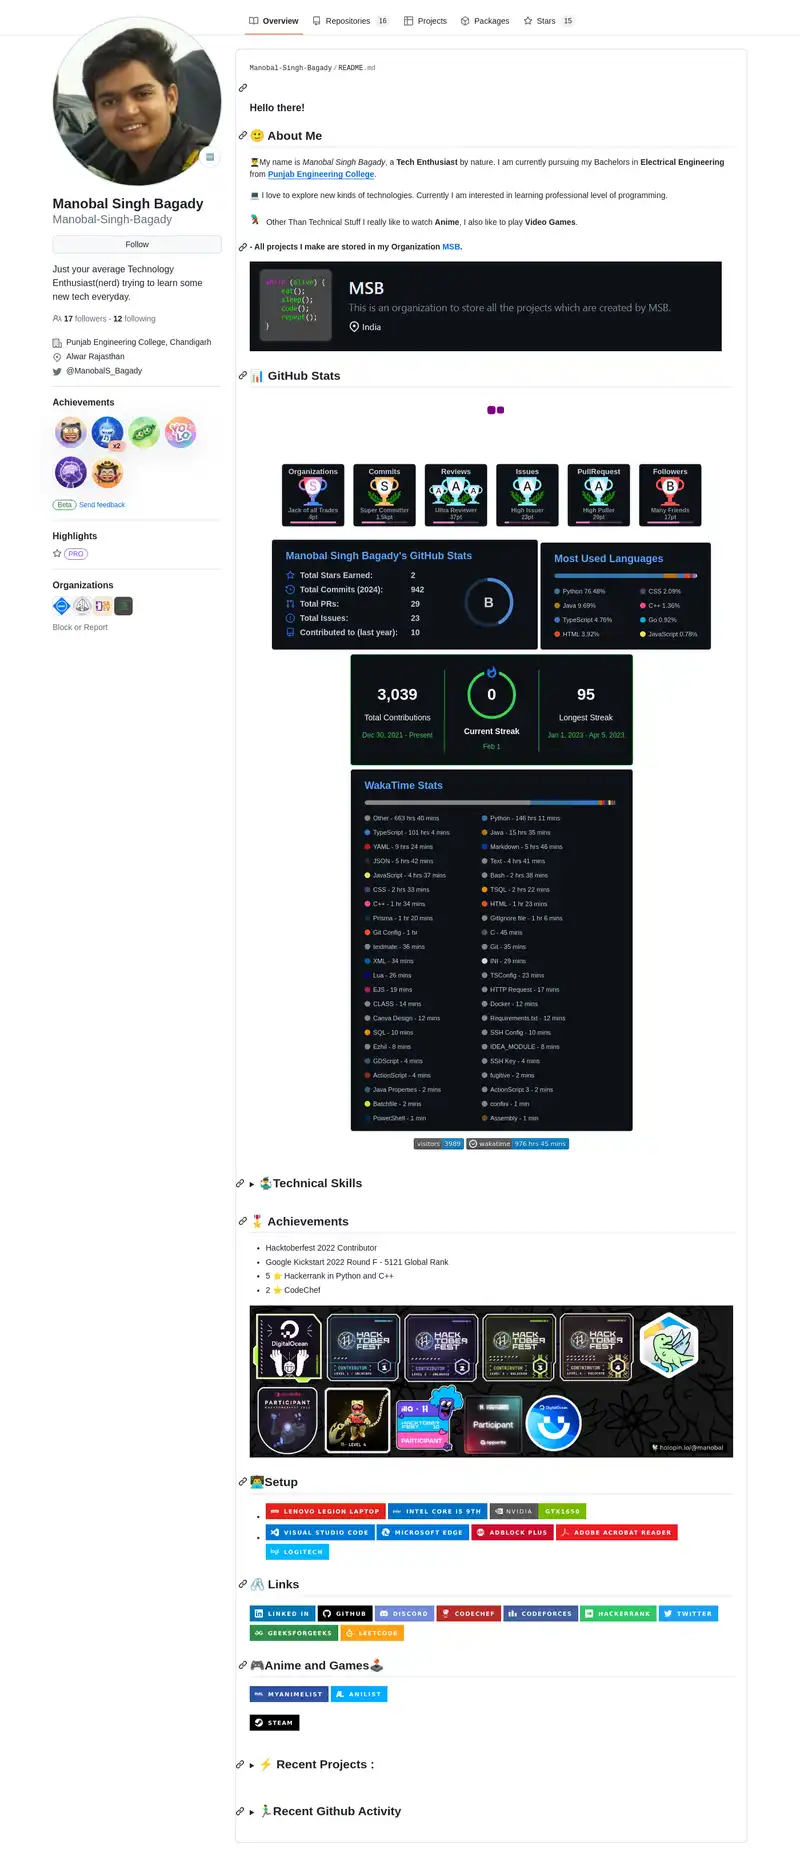 Overview
Repositories 16
Projects
Packages
Stars 15
Manobal Singh Bagady
Manobal-Singh-Bagady
Follow
Just your average Technology
Enthusiast(nerd) trying to learn some
new tech everyday.
17 followers · 12 following
Punjab Engineering College, Chandigarh
Alwar Rajasthan
@ManobalS_Bagady
Achievements
YOLO
x2
Beta Send feedback
Highlights
PRO
Organizations
Block or Report
Manobal-Singh-Bagady/README.md
Hello there!
🙂 About Me
My name is Manobal Singh Bagady, a Tech Enthusiast by nature. I am currently pursuing my Bachelors in Electrical Engineering
from Punjab Engineering College.
I love to explore new kinds of technologies. Currently I am interested in learning professional level of programming.
Other Than Technical Stuff I really like to watch Anime, I also like to play Video Games.
- All projects I make are stored in my Organization MSB.
while (alive) {
eat();
sleep();
code();
repeat();
}
MSB
This is an organization to store all the projects which are created by MSB.
India
📊 GitHub Stats
Organizations
S
Jack of all Trades
4pt
Commits
S
Super Committer
1.5kpt
Reviews
A A A
Ultra Reviewer
37pt
Issues
A
High Issuer
23pt
PullRequest
A
High Puller
29pt
Followers
B
Many Friends
17pt
Manobal Singh Bagady's GitHub Stats
Total Stars Earned: 2
Total Commits (2024): 942
Total PRs: 29
Total Issues: 23
Contributed to (last year): 10
B
Most Used Languages
Python 76.48%
CSS 2.09%
Java 9.69%
C++ 1.36%
TypeScript 4.76%
Go 0.92%
HTML 3.92%
JavaScript 0.78%
3,039
Total Contributions
Dec 30, 2021 - Present
0
Current Streak
Feb 1
95
Longest Streak
Jan 1, 2023 - Apr 5, 2023
WakaTime Stats
Other - 663 hrs 40 mins
Python - 146 hrs 11 mins
TypeScript - 101 hrs 4 mins
Java - 15 hrs 35 mins
YAML - 9 hrs 24 mins
Markdown - 5 hrs 46 mins
JSON - 5 hrs 42 mins
Text - 4 hrs 41 mins
JavaScript - 4 hrs 37 mins
Bash - 2 hrs 38 mins
CSS - 2 hrs 33 mins
TSQL - 2 hrs 22 mins
C++ - 1 hr 34 mins
HTML - 1 hr 23 mins
Prisma - 1 hr 20 mins
GitIgnore file - 1 hr 6 mins
Git Config - 1 hr
C - 45 mins
textmate - 36 mins
Git - 35 mins
XML - 34 mins
INI - 29 mins
Lua - 26 mins
TSConfig - 23 mins
EJS - 19 mins
HTTP Request - 17 mins
CLASS - 14 mins
Docker - 12 mins
Canva Design - 12 mins
Requirements.txt - 12 mins
SQL - 10 mins
SSH Config - 10 mins
Ezhil - 8 mins
IDEA_MODULE - 8 mins
GDScript - 4 mins
SSH Key - 4 mins
ActionScript - 4 mins
fugitive - 2 mins
Java Properties - 2 mins
ActionScript 3 - 2 mins
Batchfile - 2 mins
confini - 1 min
PowerShell - 1 min
Assembly - 1 min
visitors 3989
wakatime 976 hrs 45 mins
Technical Skills
🎖 Achievements
• Hacktoberfest 2022 Contributor
• Google Kickstart 2022 Round F - 5121 Global Rank
• 5 ⭐ Hackerrank in Python and C++
• 2 ⭐ CodeChef
DigitalOcean
HACKTOBERFEST
CONTRIBUTOR
1
HACKTOBERFEST
CONTRIBUTOR
2
HACKTOBERFEST
CONTRIBUTOR
3
HACKTOBERFEST
CONTRIBUTOR
4
PARTICIPANT
LEVEL 4
HACKTOBERFEST 10
PARTICIPANT
Participant
appwrite
DigitalOcean
holopin.io/@manobal
Setup
LENOVO LEGION LAPTOP
INTEL CORE I5 9TH
NVIDIA GTX1650
VISUAL STUDIO CODE
MICROSOFT EDGE
ADBLOCK PLUS
ADOBE ACROBAT READER
LOGITECH
Links
LINKED IN
GITHUB
DISCORD
CODECHEF
CODEFORCES
HACKERRANK
TWITTER
GEEKSFORGEEKS
LEETCODE
🎮Anime and Games🕹
MYANIMELIST
ANILIST
STEAM
⚡ Recent Projects :
Recent Github Activity